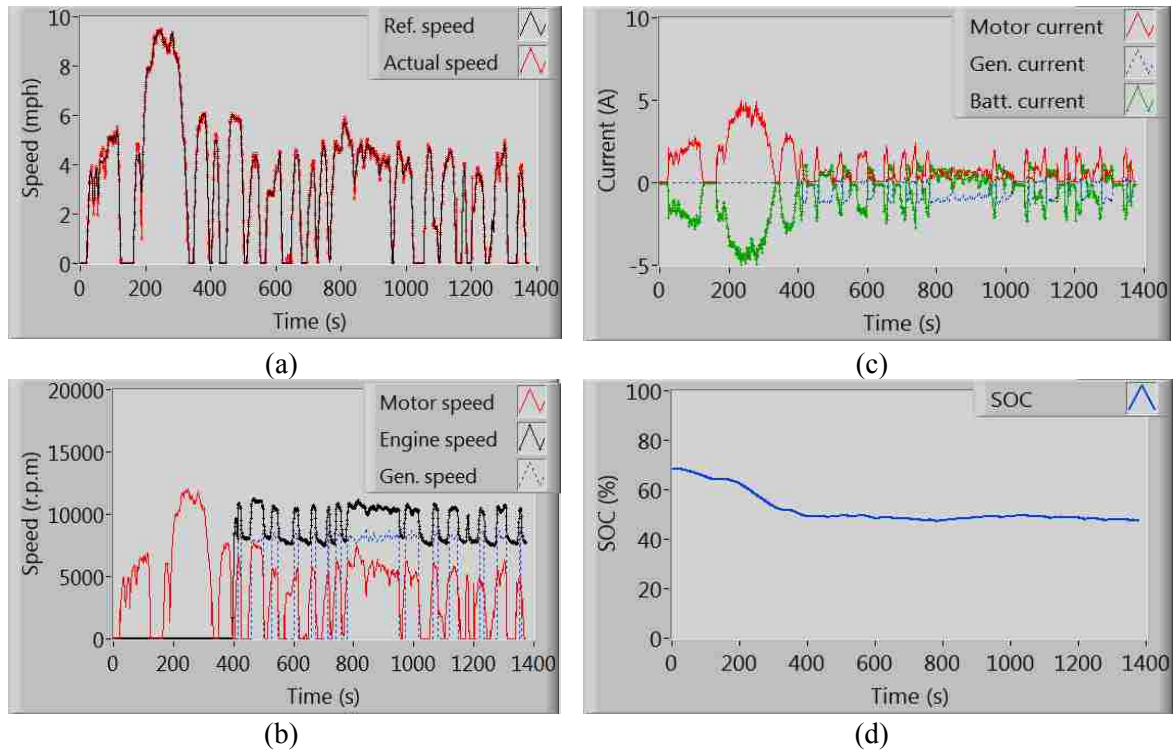 10
8
6
4
2
0
Speed (mph)
Ref. speed
Actual speed
0 200 400 600 800 1000 1200 1400
Time (s)
(a)
10
5
0
-5
Current (A)
Motor current
Gen. current
Batt. current
0 200 400 600 800 1000 1200 1400
Time (s)
(c)
20000
15000
10000
5000
0
Speed (r.p.m)
Motor speed
Engine speed
Gen. speed
0 200 400 600 800 1000 1200 1400
Time (s)
(b)
100
80
60
40
20
0
SOC (%)
SOC
0 200 400 600 800 1000 1200 1400
Time (s)
(d)